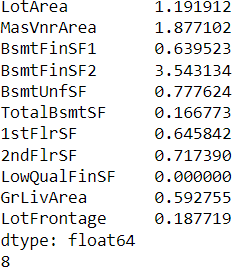 LotArea 1.191912
MasVnrArea 1.877102
BsmtFinSF1 0.639523
BsmtFinSF2 3.543134
BsmtUnfSF 0.777624
TotalBsmtSF 0.166773
1stFlrSF 0.645842
2ndFlrSF 0.717390
LowQualFinSF 0.000000
GrLivArea 0.592755
LotFrontage 0.187719
dtype: float64
8